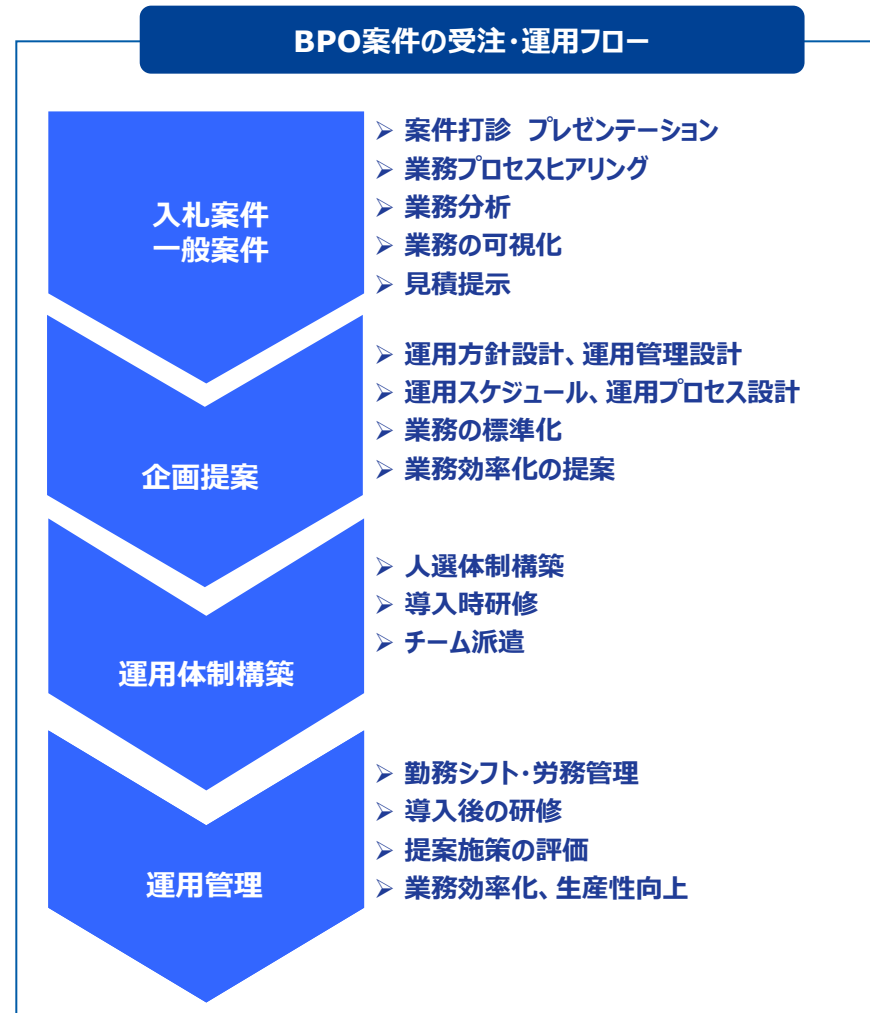 BPO案件の受注・運用フロー
入札案件
一般案件
➢ 案件打診　プレゼンテーション
➢ 業務プロセスヒアリング
➢ 業務分析
➢ 業務の可視化
➢ 見積提示
企画提案
➢ 運用方針設計、運用管理設計
➢ 運用スケジュール、運用プロセス設計
➢ 業務の標準化
➢ 業務効率化の提案
運用体制構築
➢ 人選体制構築
➢ 導入時研修
➢ チーム派遣
運用管理
➢ 勤務シフト・労務管理
➢ 導入後の研修
➢ 提案施策の評価
➢ 業務効率化、生産性向上